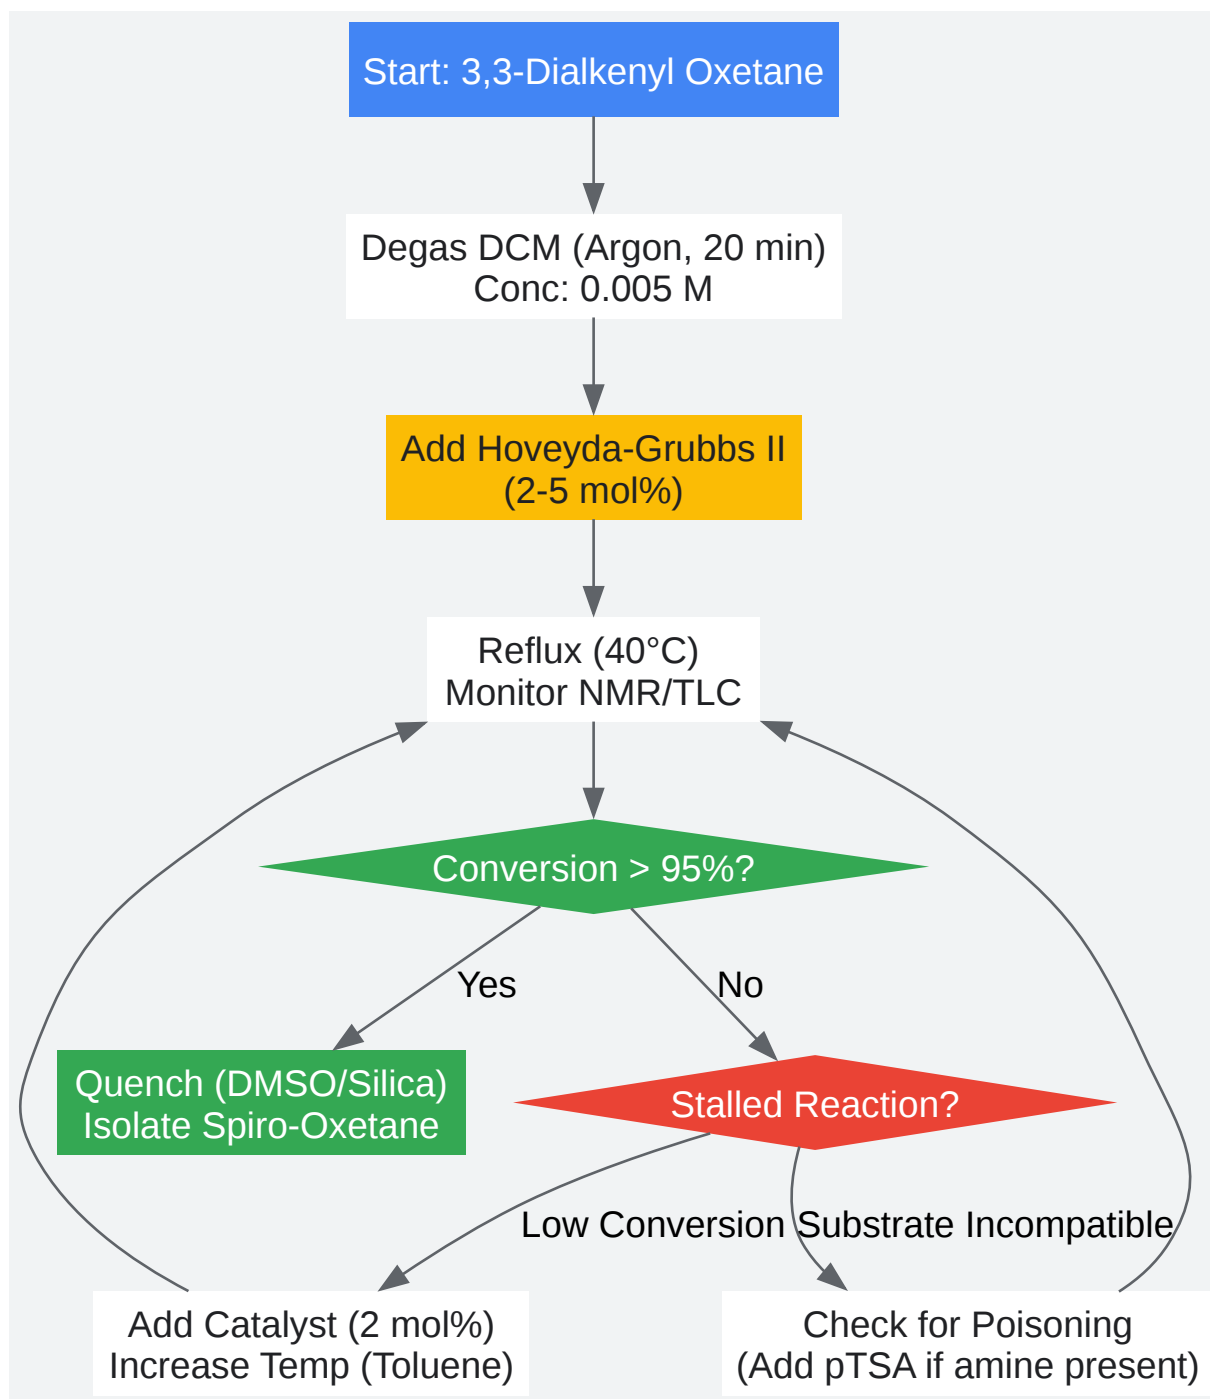 Start: 3,3-Dialkenyl Oxetane
Degas DCM (Argon, 20 min)
Conc: 0.005 M
Add Hoveyda-Grubbs II
(2-5 mol%)
Reflux (40°C)
Monitor NMR/TLC
Conversion > 95%?
Yes
No
Quench (DMSO/Silica)
Isolate Spiro-Oxetane
Stalled Reaction?
Low Conversion
Substrate Incompatible
Add Catalyst (2 mol%)
Increase Temp (Toluene)
Check for Poisoning
(Add pTSA if amine present)